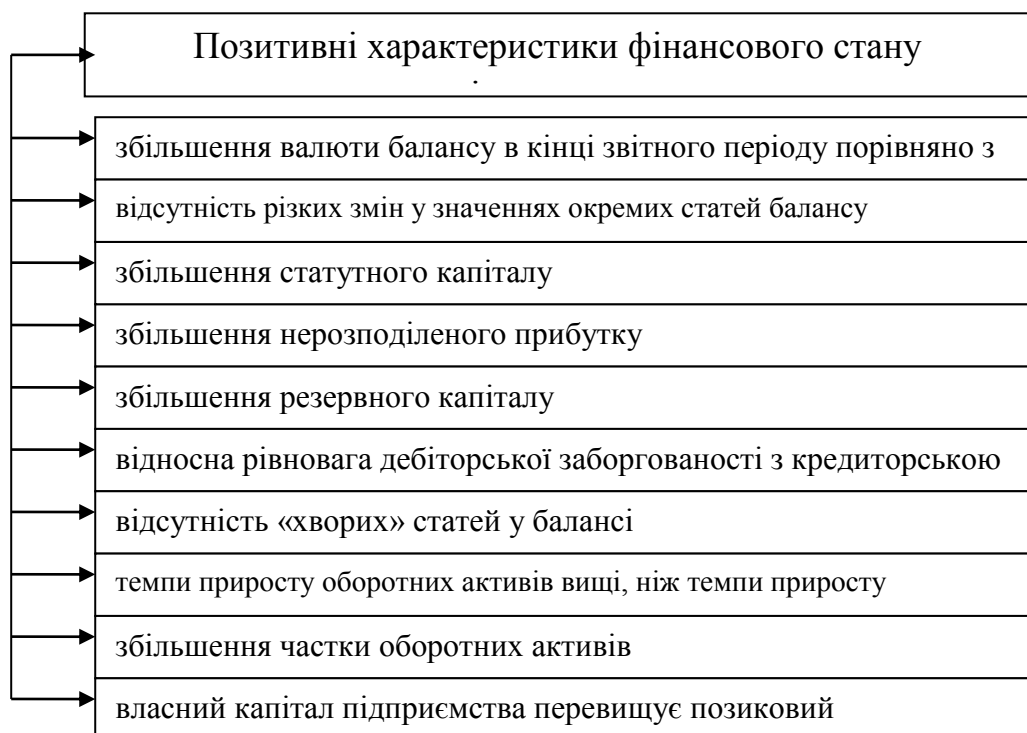 Позитивні характеристики фінансового стану
збільшення валюти балансу в кінці звітного періоду порівняно з
відсутність різких змін у значеннях окремих статей балансу
збільшення статутного капіталу
збільшення нерозподіленого прибутку
збільшення резервного капіталу
відносна рівновага дебіторської заборгованості з кредиторською
відсутність «хворих» статей у балансі
темпи приросту оборотних активів вищі, ніж темпи приросту
збільшення частки оборотних активів
власний капітал підприємства перевищує позиковий